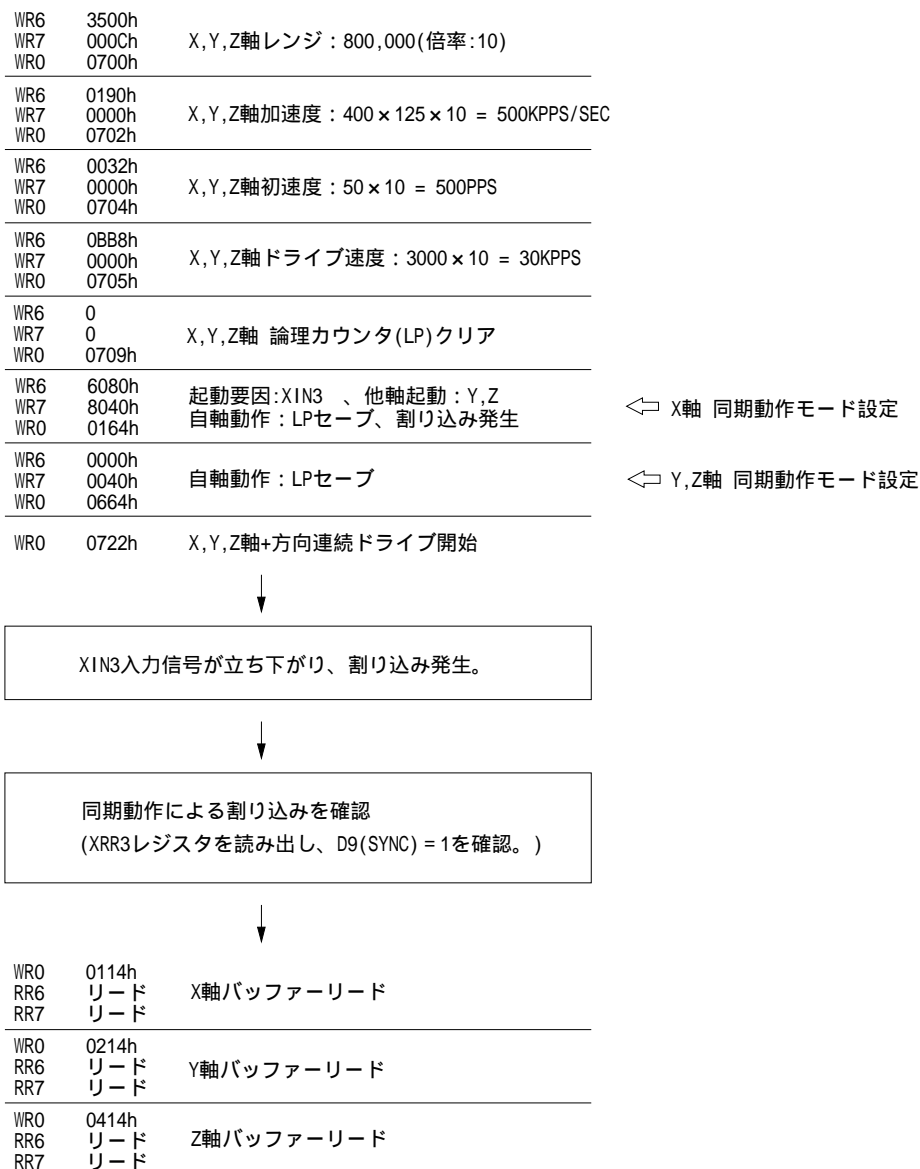 WR6 3500h
WR7 000Ch X,Y,Z軸レンジ：800,000(倍率:10)
WR0 0700h
WR6 0190h
WR7 0000h X,Y,Z軸加速度：400×125×10 = 500KPPS/SEC
WR0 0702h
WR6 0032h
WR7 0000h X,Y,Z軸初速度：50×10 = 500PPS
WR0 0704h
WR6 0BB8h
WR7 0000h X,Y,Z軸ドライブ速度：3000×10 = 30KPPS
WR0 0705h
WR6 0
WR7 0 X,Y,Z軸 論理カウンタ(LP)クリア
WR0 0709h
WR6 6080h 起動要因:XIN3 、他軸起動：Y,Z
WR7 8040h 自軸動作：LPセーブ、割り込み発生 X軸 同期動作モード設定
WR0 0164h
WR6 0000h
WR7 0040h 自軸動作：LPセーブ Y,Z軸 同期動作モード設定
WR0 0664h
WR0 0722h X,Y,Z軸+方向連続ドライブ開始
XIN3入力信号が立ち下がり、割り込み発生。
同期動作による割り込みを確認
(XRR3レジスタを読み出し、D9(SYNC) = 1を確認。)
WR0 0114h
RR6 リード X軸バッファーリード
RR7 リード
WR0 0214h
RR6 リード Y軸バッファーリード
RR7 リード
WR0 0414h
RR6 リード Z軸バッファーリード
RR7 リード